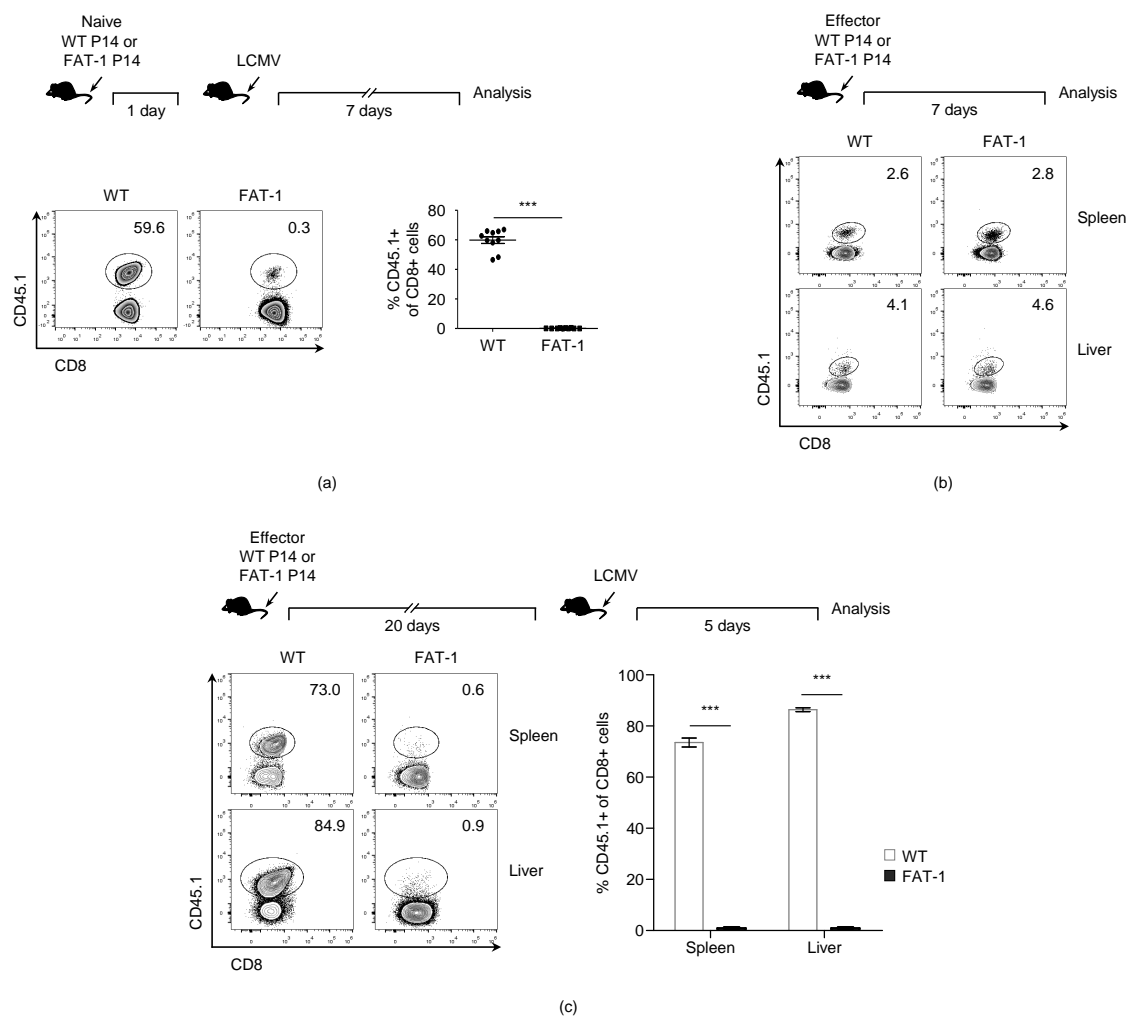 Naive
WT P14 or
FAT-1 P14
LCMV
1 day
7 days
Analysis
WT
FAT-1
59.6
0.3
CD45.1
CD8
% CD45.1+
of CD8+ cells
80
60
40
20
0
***
WT
FAT-1
(a)
Effector
WT P14 or
FAT-1 P14
7 days
Analysis
WT
FAT-1
2.6
2.8
Spleen
4.1
4.6
Liver
CD45.1
CD8
(b)
Effector
WT P14 or
FAT-1 P14
LCMV
20 days
5 days
Analysis
WT
FAT-1
73.0
0.6
Spleen
84.9
0.9
Liver
CD45.1
CD8
% CD45.1+ of CD8+ cells
100
80
60
40
20
0
***
***
Spleen
Liver
WT
FAT-1
(c)